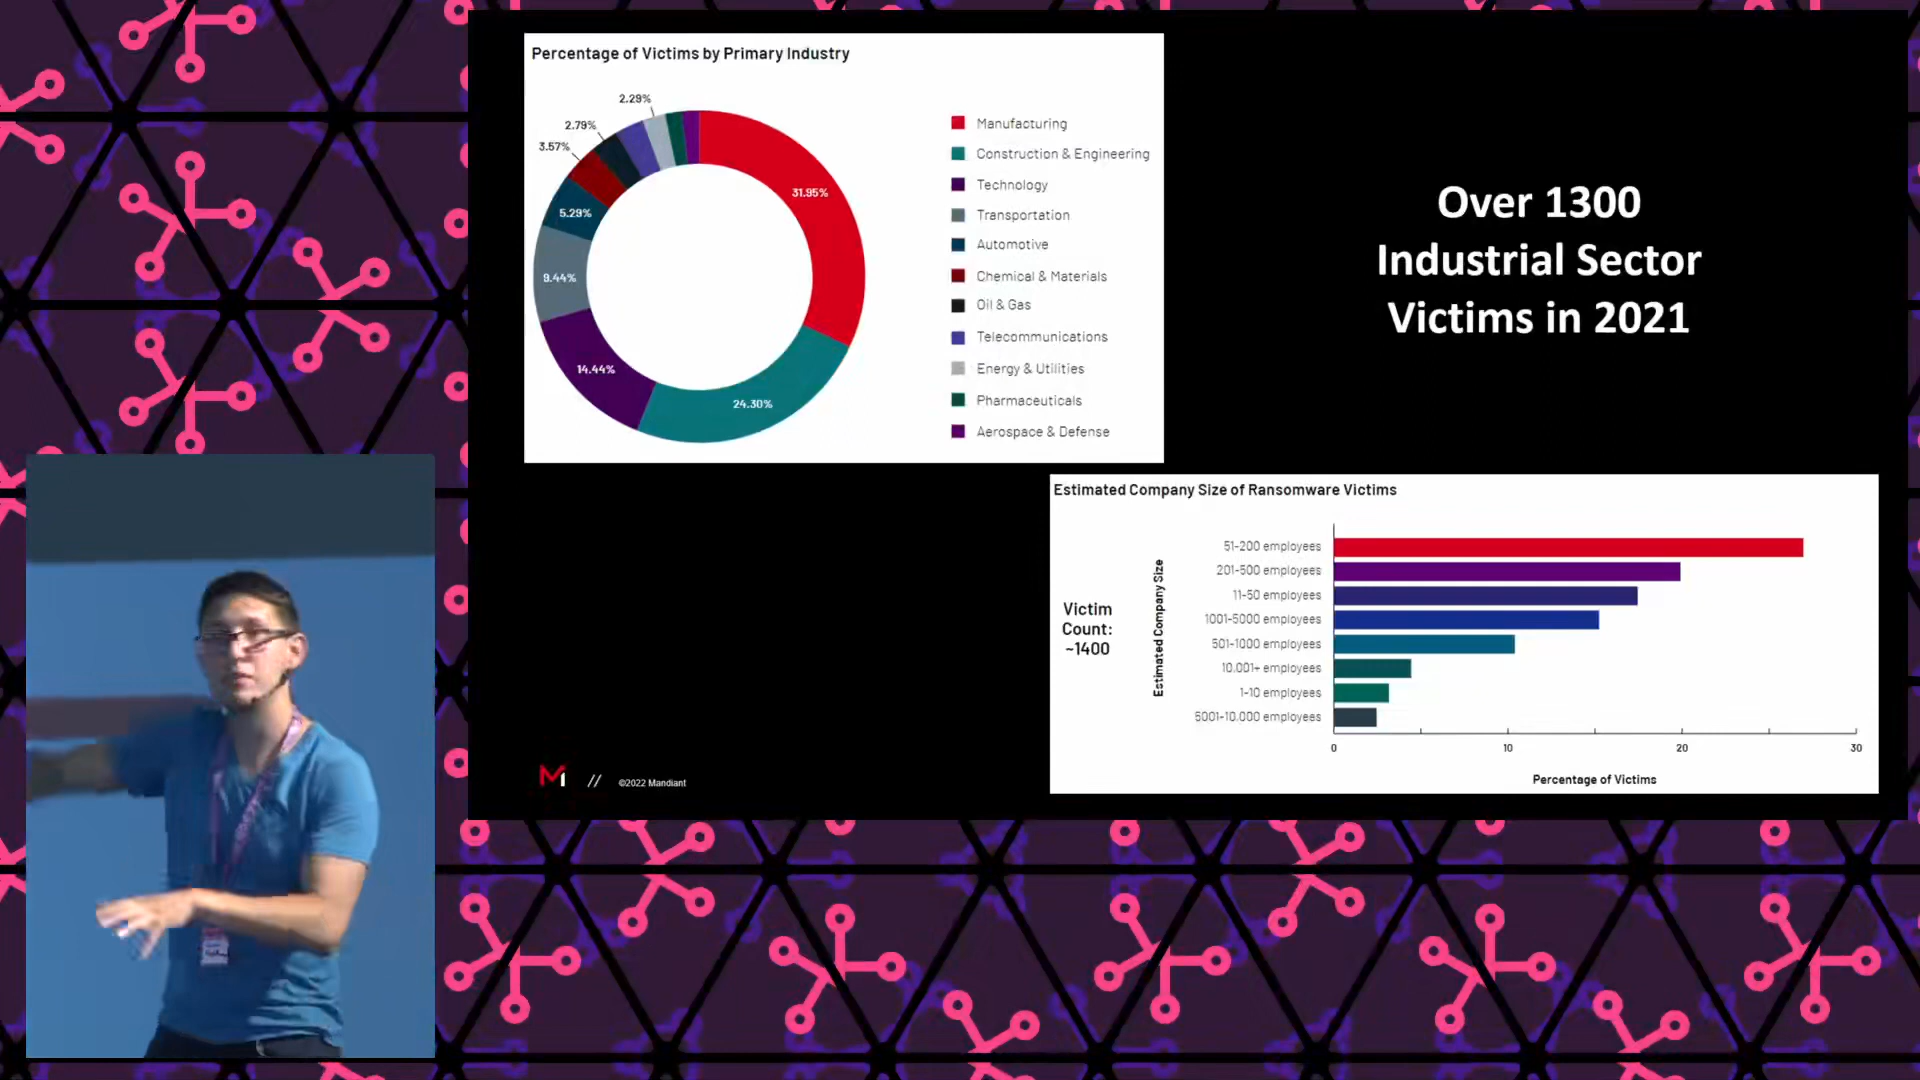 Percentage of Victims by Primary Industry
2.29%
2.79%
3.57%
5.29%
9.44%
14.44%
24.30%
31.95%
Manufacturing
Construction & Engineering
Technology
Transportation
Automotive
Chemical & Materials
Oil & Gas
Telecommunications
Energy & Utilities
Pharmaceuticals
Aerospace & Defense
Over 1300
Industrial Sector
Victims in 2021
Estimated Company Size of Ransomware Victims
Victim
Count:
~1400
Estimated Company Size
51-200 employees
201-500 employees
11-50 employees
1001-5000 employees
501-1000 employees
10,001+ employees
1-10 employees
5001-10,000 employees
0 10 20 30
Percentage of Victims
M // ©2022 Mandiant